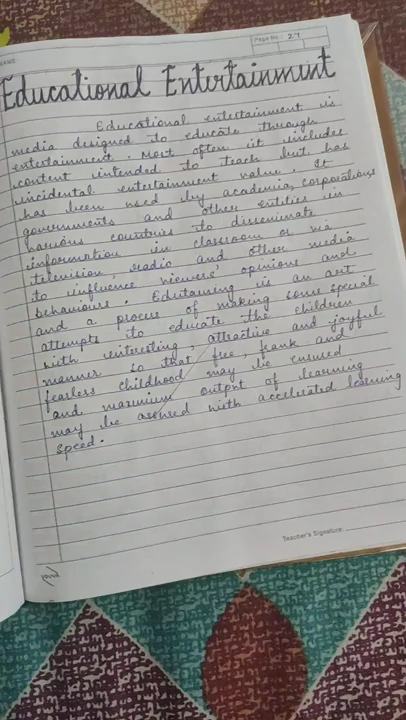 NAME:
Page No.: 27
Educational Entertainment
Educational entertainment is
media designed to educate through
entertainment. Most often it includes
content intended to teach but has
incidental entertainment value. It
has been used by academia, corporations
governments and other entities in
various countries to disseminate
information in classroom or via
television, radio and other media
to influence viewers' opinions and
behaviours. Edutaining is an art
and a process of making some special
attempts to educate the children
with interesting, attractive and joyful
manner so that free, frank and
fearless childhood may be ensured
and maximum output of learning
may be assured with accelerated learning
speed.
Teacher's Signature: